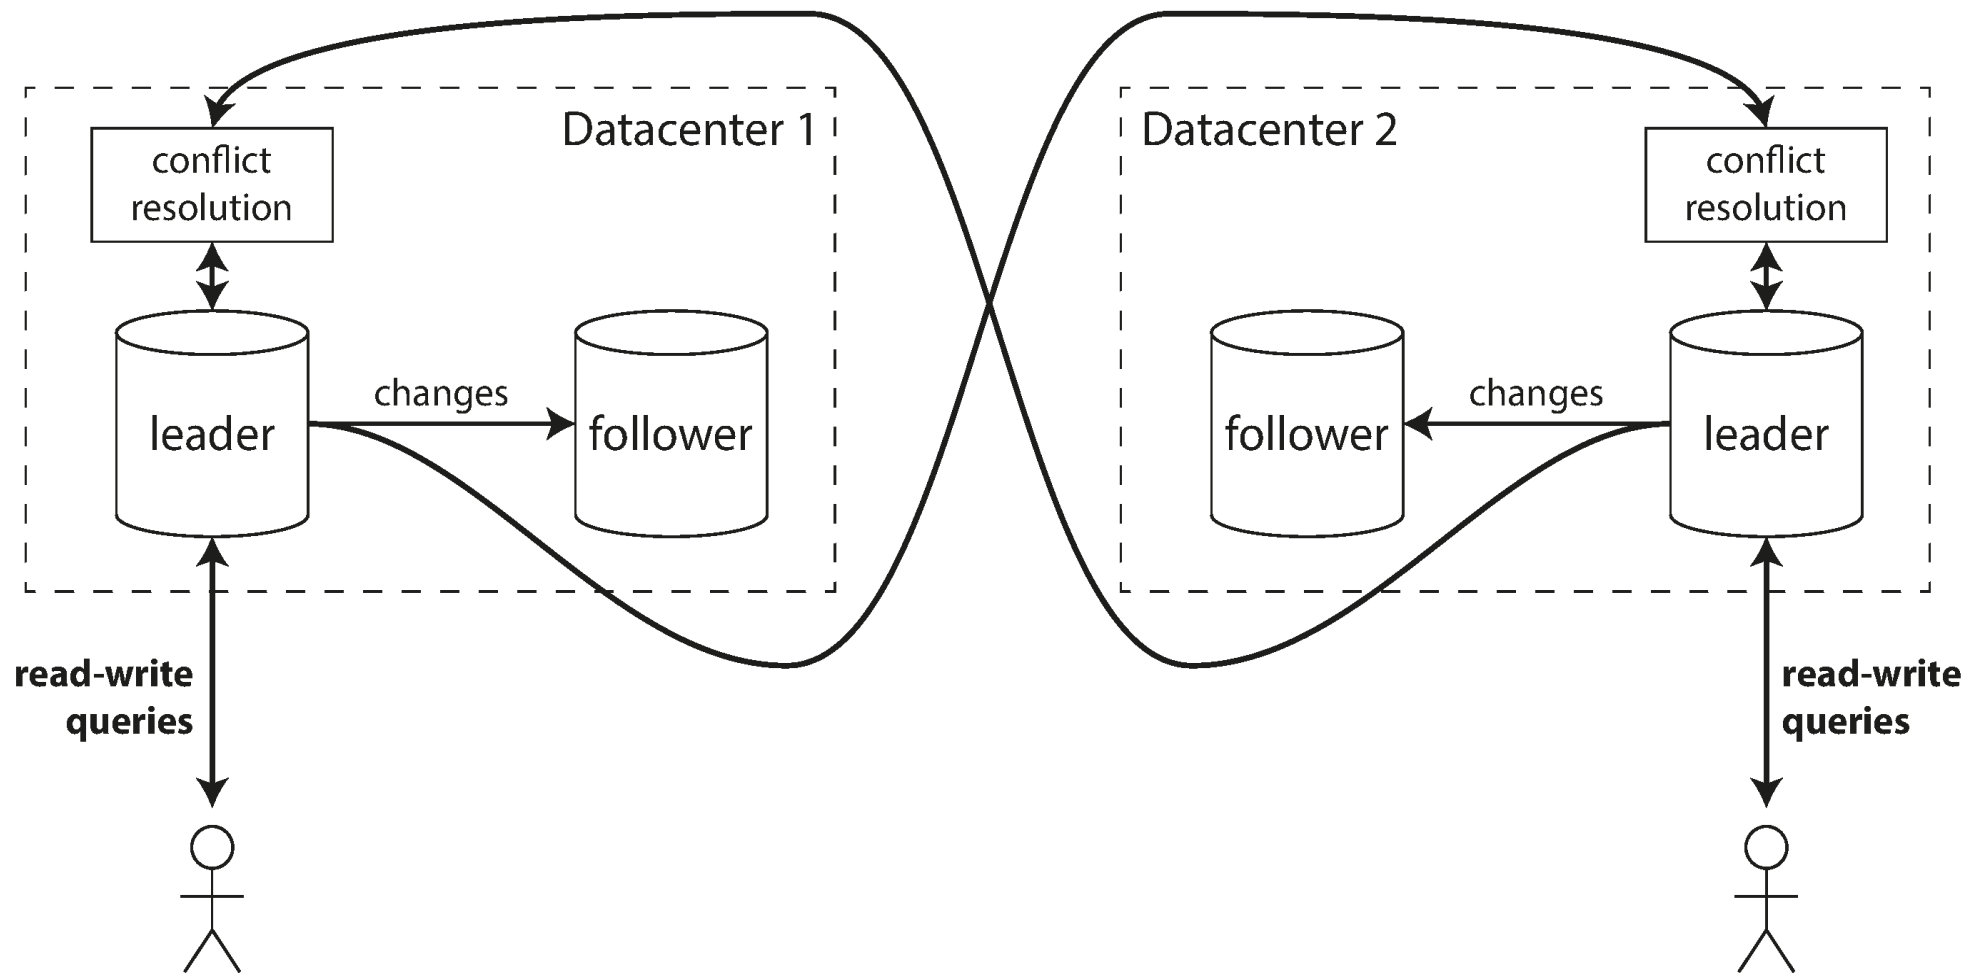 Datacenter 1
conflict
resolution
changes
leader
follower
read-write
queries
Datacenter 2
conflict
resolution
changes
follower
leader
read-write
queries